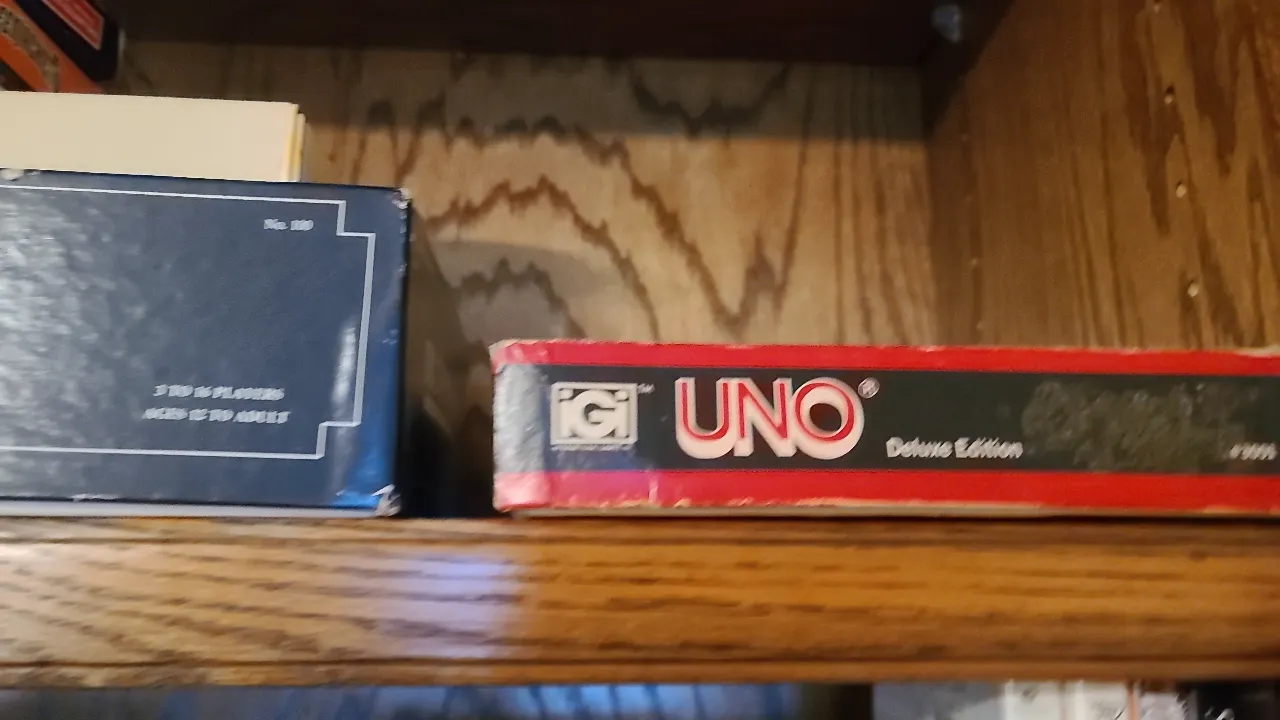 No. 100
3 TO 16 PLAYERS
AGES 12 TO ADULT
iGi
UNO®
Deluxe Edition